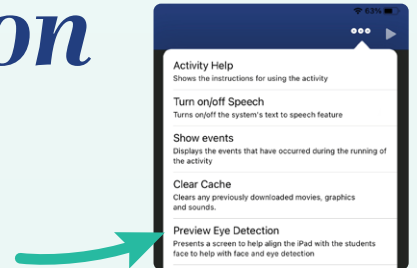 on
63%
Activity Help
Shows the instructions for using the activity
Turn on/off Speech
Turns on/off the system's text to speech feature
Show events
Displays the events that have occurred during the running of
the activity
Clear Cache
Clears any previously downloaded movies, graphics
and sounds.
Preview Eye Detection
Presents a screen to help align the iPad with the students
face to help with face and eye detection